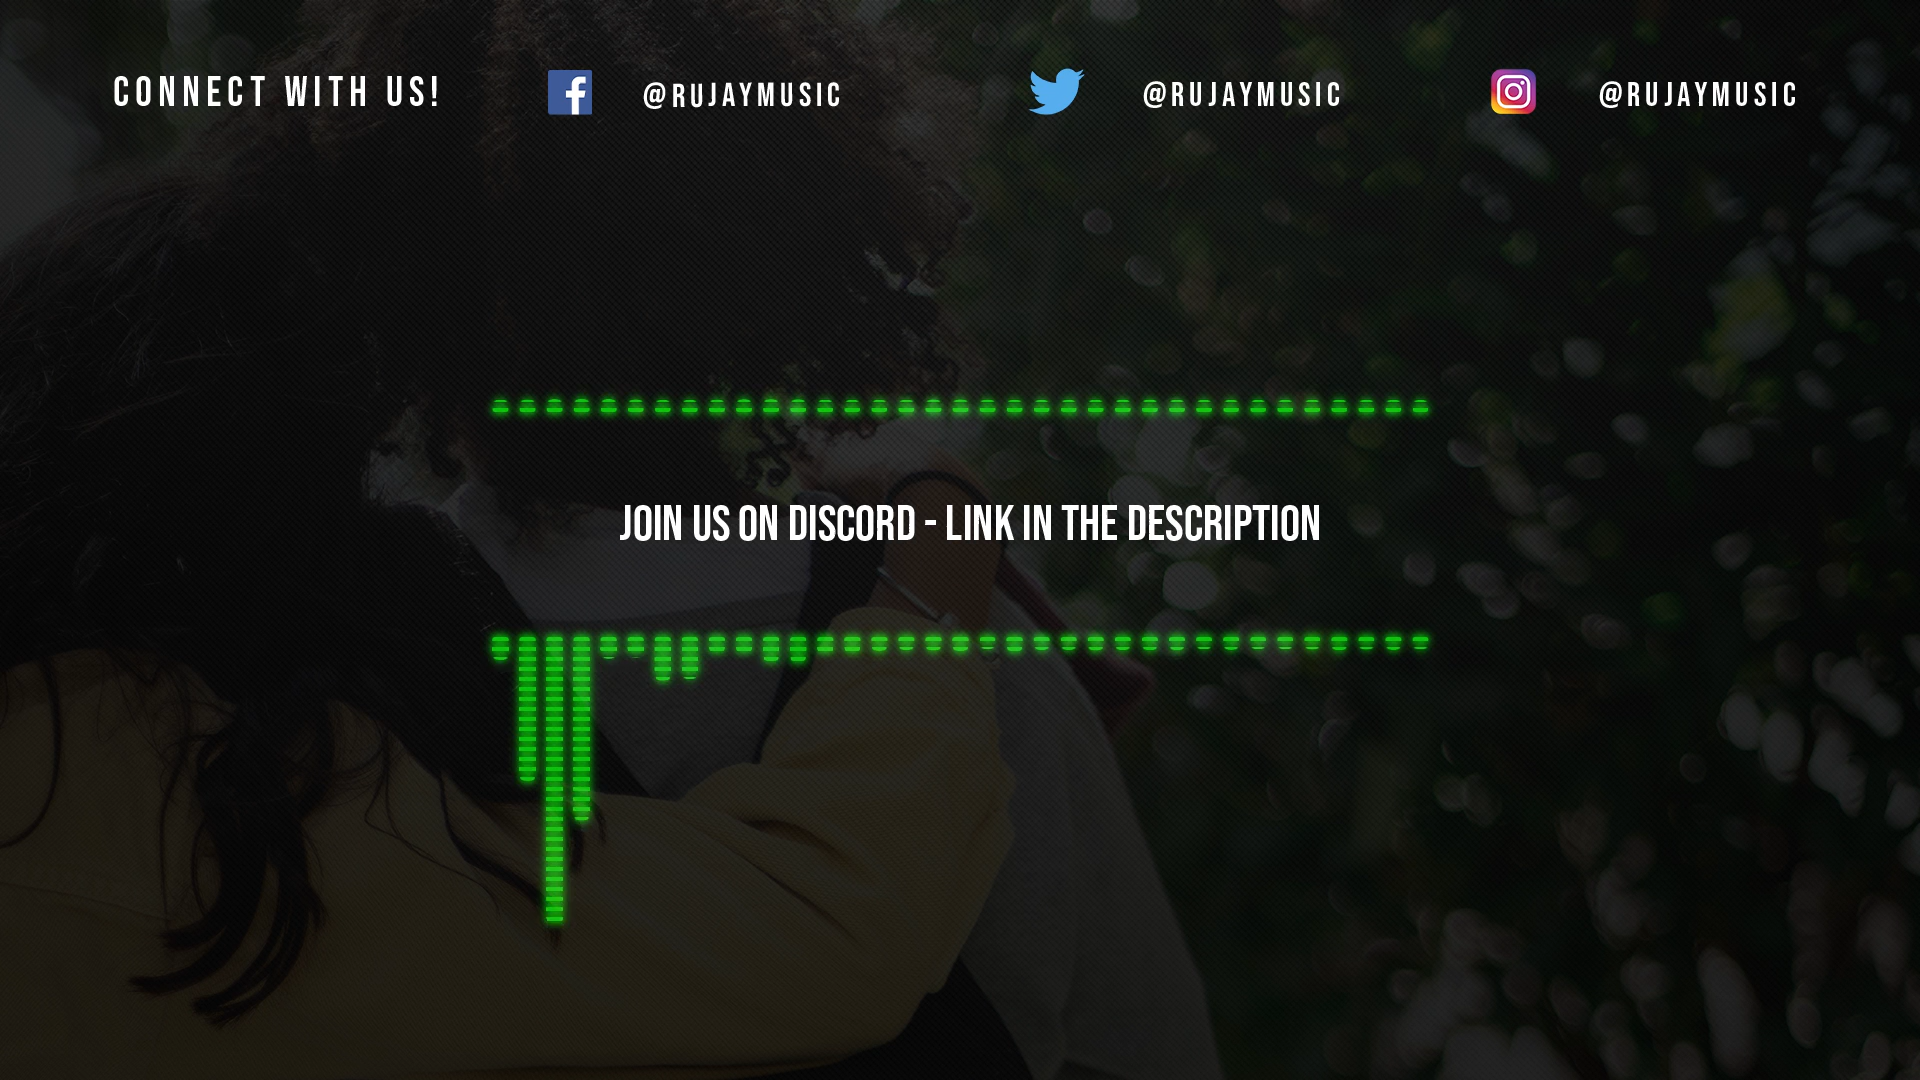 CONNECT WITH US! @RUJAYMUSIC @RUJAYMUSIC @RUJAYMUSIC
JOIN US ON DISCORD - LINK IN THE DESCRIPTION